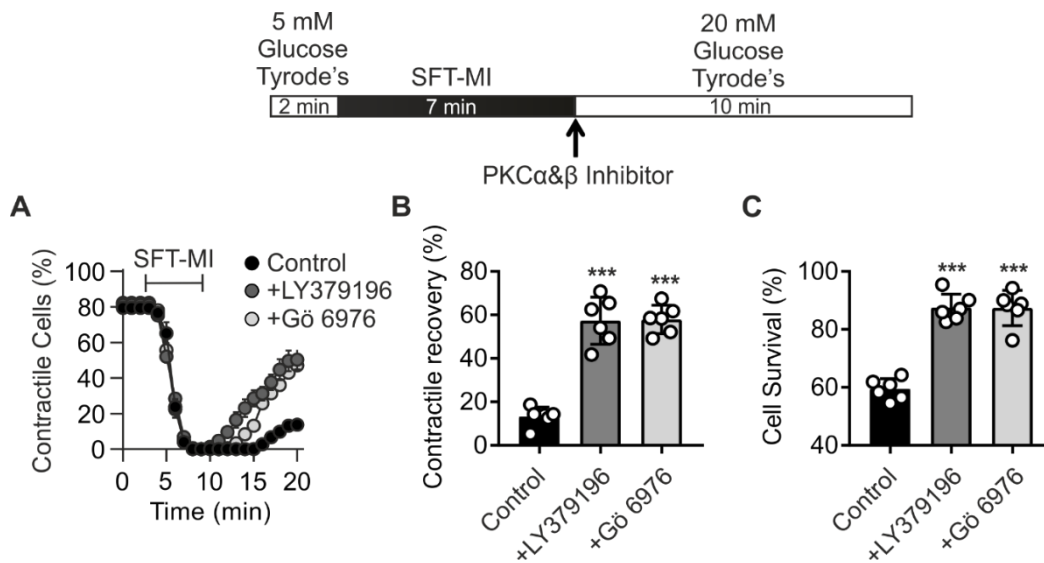 5 mM
Glucose
Tyrode's
SFT-MI
20 mM
Glucose
Tyrode's
2 min
7 min
10 min
PKCα&β Inhibitor
A
SFT-MI
Control
+LY379196
+Gö 6976
Contractile Cells (%)
100
80
60
40
20
0
0
5
10
15
20
Time (min)
B
Contractile recovery (%)
80
60
40
20
0
***
***
Control
+LY379196
+Gö 6976
C
Cell Survival (%)
100
80
60
40
***
***
Control
+LY379196
+Gö 6976